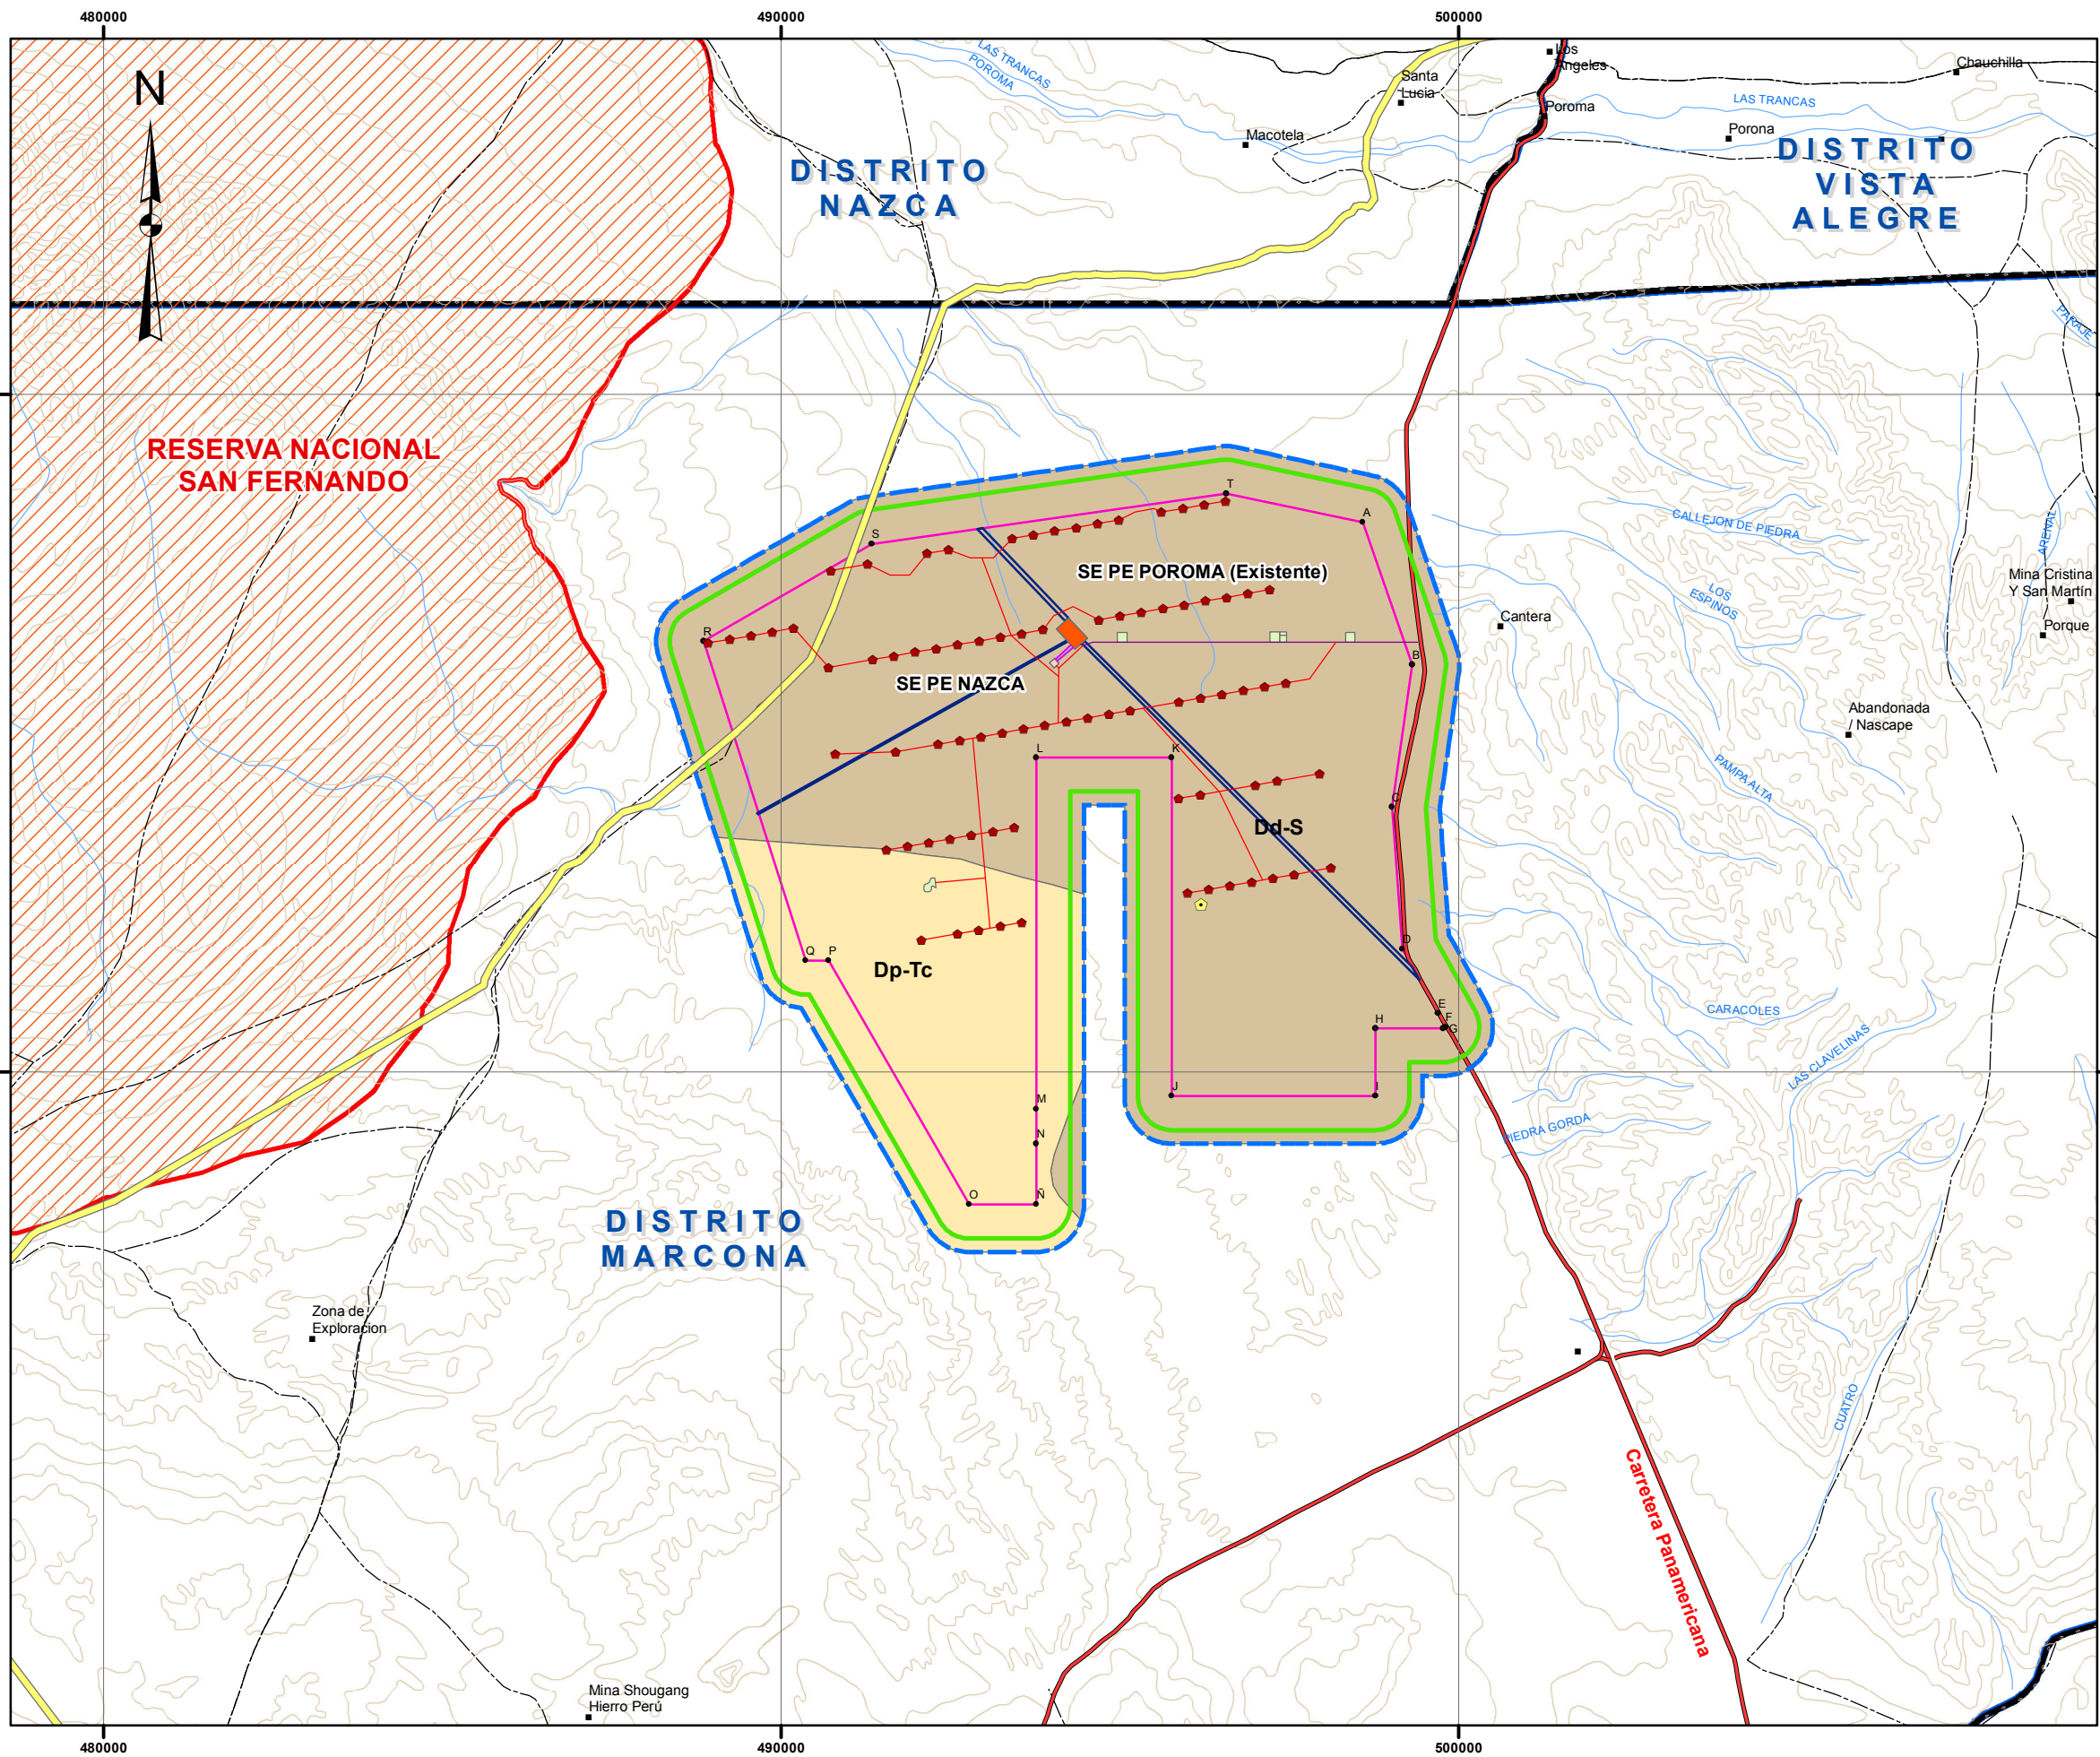 480000
490000
500000
N
LAS TRANCAS
POROMA
Santa
Lucia
Los
Angeles
Chauchilla
Poroma
LAS TRANCAS
Macotela
Porona
DISTRITO
NAZCA
DISTRITO
VISTA
ALEGRE
PARAJE
RESERVA NACIONAL
SAN FERNANDO
T
A
S
CALLEJON DE PIEDRA
ARENAL
SE PE POROMA (Existente)
Mina Cristina
Y San Martín
LOS
ESPINOS
Cantera
Porque
R
B
SE PE NAZCA
Abandonada
/ Nascape
L
K
PAMPA ALTA
C
Dd-S
D
Q
P
Dp-Tc
E
F
G
H
CARACOLES
LAS CLAVELINAS
J
I
M
N
PIEDRA GORDA
O
Ñ
DISTRITO
MARCONA
Zona de
Exploracion
CUATRO
Carretera Panamericana
Mina Shougang
Hierro Perú
480000
490000
500000